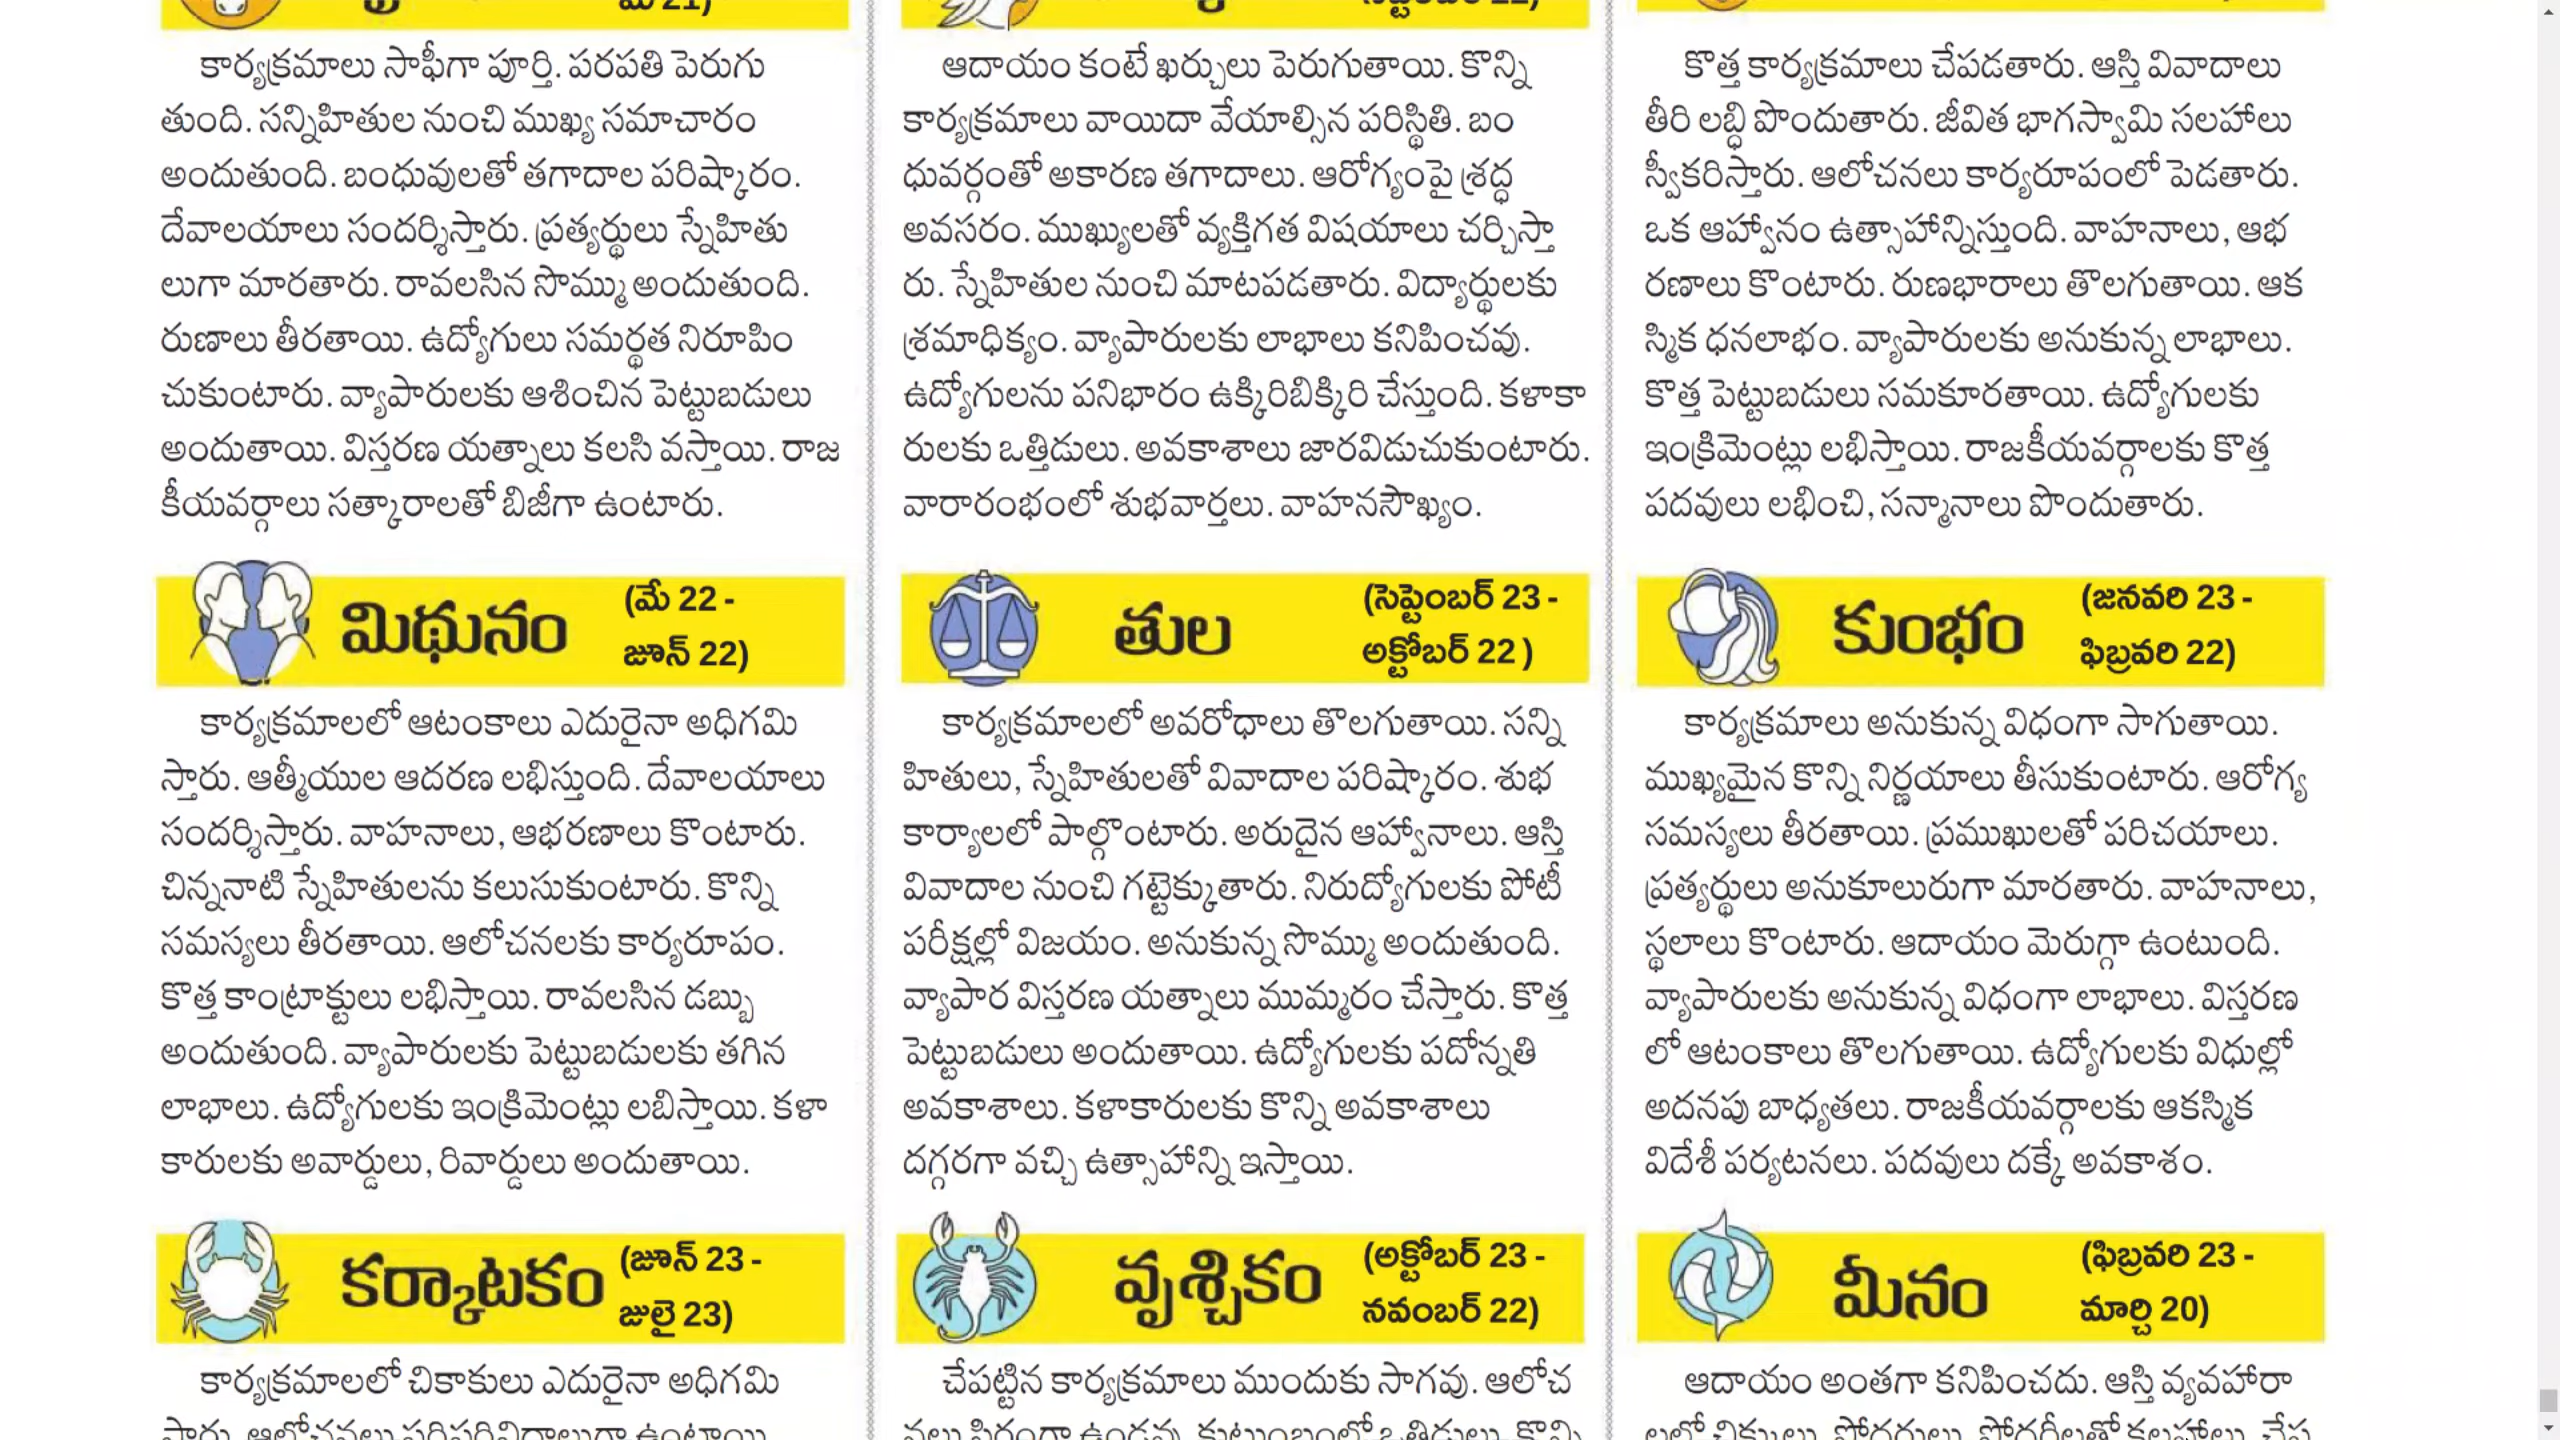 మే 21)
కార్యక్రమాలు సాఫీగా పూర్తి. పరపతి పెరుగు
తుంది. సన్నిహితుల నుంచి ముఖ్య సమాచారం
అందుతుంది. బంధువులతో తగాదాల పరిష్కారం.
దేవాలయాలు సందర్శిస్తారు. ప్రత్యర్థులు స్నేహితు
లుగా మారతారు. రావలసిన సొమ్ము అందుతుంది.
రుణాలు తీరతాయి. ఉద్యోగులు సమర్థత నిరూపిం
చుకుంటారు. వ్యాపారులకు ఆశించిన పెట్టుబడులు
అందుతాయి. విస్తరణ యత్నాలు కలసి వస్తాయి. రాజ
కీయవర్గాలు సత్కారాలతో బిజీగా ఉంటారు.
మిథునం
(మే 22 -
జూన్ 22)
కార్యక్రమాలలో ఆటంకాలు ఎదురైనా అధిగమి
స్తారు. ఆత్మీయుల ఆదరణ లభిస్తుంది. దేవాలయాలు
సందర్శిస్తారు. వాహనాలు, ఆభరణాలు కొంటారు.
చిన్ననాటి స్నేహితులను కలుసుకుంటారు. కొన్ని
సమస్యలు తీరతాయి. ఆలోచనలకు కార్యరూపం.
కొత్త కాంట్రాక్టులు లభిస్తాయి. రావలసిన డబ్బు
అందుతుంది. వ్యాపారులకు పెట్టుబడులకు తగిన
లాభాలు. ఉద్యోగులకు ఇంక్రిమెంట్లు లబిస్తాయి. కళా
కారులకు అవార్డులు, రివార్డులు అందుతాయి.
కర్కాటకం
(జూన్ 23 -
జులై 23)
కార్యక్రమాలలో చికాకులు ఎదురైనా అధిగమి
ఆదాయం కంటే ఖర్చులు పెరుగుతాయి. కొన్ని
కార్యక్రమాలు వాయిదా వేయాల్సిన పరిస్థితి. బం
ధువర్గంతో అకారణ తగాదాలు. ఆరోగ్యంపై శ్రద్ధ
అవసరం. ముఖ్యులతో వ్యక్తిగత విషయాలు చర్చిస్తా
రు. స్నేహితుల నుంచి మాటపడతారు. విద్యార్థులకు
శ్రమాధిక్యం. వ్యాపారులకు లాభాలు కనిపించవు.
ఉద్యోగులను పనిభారం ఉక్కిరిబిక్కిరి చేస్తుంది. కళాకా
రులకు ఒత్తిడులు. అవకాశాలు జారవిడుచుకుంటారు.
వారారంభంలో శుభవార్తలు. వాహనసౌఖ్యం.
తుల
(సెప్టెంబర్ 23 -
అక్టోబర్ 22 )
కార్యక్రమాలలో అవరోధాలు తొలగుతాయి. సన్ని
హితులు, స్నేహితులతో వివాదాల పరిష్కారం. శుభ
కార్యాలలో పాల్గొంటారు. అరుదైన ఆహ్వానాలు. ఆస్తి
వివాదాల నుంచి గట్టెక్కుతారు. నిరుద్యోగులకు పోటీ
పరీక్షల్లో విజయం. అనుకున్న సొమ్ము అందుతుంది.
వ్యాపార విస్తరణ యత్నాలు ముమ్మరం చేస్తారు. కొత్త
పెట్టుబడులు అందుతాయి. ఉద్యోగులకు పదోన్నతి
అవకాశాలు. కళాకారులకు కొన్ని అవకాశాలు
దగ్గరగా వచ్చి ఉత్సాహాన్ని ఇస్తాయి.
వృశ్చికం
(అక్టోబర్ 23 -
నవంబర్ 22)
చేపట్టిన కార్యక్రమాలు ముందుకు సాగవు. ఆలోచ
కొత్త కార్యక్రమాలు చేపడతారు. ఆస్తి వివాదాలు
తీరి లబ్ధి పొందుతారు. జీవిత భాగస్వామి సలహాలు
స్వీకరిస్తారు. ఆలోచనలు కార్యరూపంలో పెడతారు.
ఒక ఆహ్వానం ఉత్సాహాన్నిస్తుంది. వాహనాలు, ఆభ
రణాలు కొంటారు. రుణభారాలు తొలగుతాయి. ఆక
స్మిక ధనలాభం. వ్యాపారులకు అనుకున్న లాభాలు.
కొత్త పెట్టుబడులు సమకూరతాయి. ఉద్యోగులకు
ఇంక్రిమెంట్లు లభిస్తాయి. రాజకీయవర్గాలకు కొత్త
పదవులు లభించి, సన్మానాలు పొందుతారు.
కుంభం
(జనవరి 23 -
ఫిబ్రవరి 22)
కార్యక్రమాలు అనుకున్న విధంగా సాగుతాయి.
ముఖ్యమైన కొన్ని నిర్ణయాలు తీసుకుంటారు. ఆరోగ్య
సమస్యలు తీరతాయి. ప్రముఖులతో పరిచయాలు.
ప్రత్యర్థులు అనుకూలురుగా మారతారు. వాహనాలు,
స్థలాలు కొంటారు. ఆదాయం మెరుగ్గా ఉంటుంది.
వ్యాపారులకు అనుకున్న విధంగా లాభాలు. విస్తరణ
లో ఆటంకాలు తొలగుతాయి. ఉద్యోగులకు విధుల్లో
అదనపు బాధ్యతలు. రాజకీయవర్గాలకు ఆకస్మిక
విదేశీ పర్యటనలు. పదవులు దక్కే అవకాశం.
మీనం
(ఫిబ్రవరి 23 -
మార్చి 20)
ఆదాయం అంతగా కనిపించదు. ఆస్తి వ్యవహారా